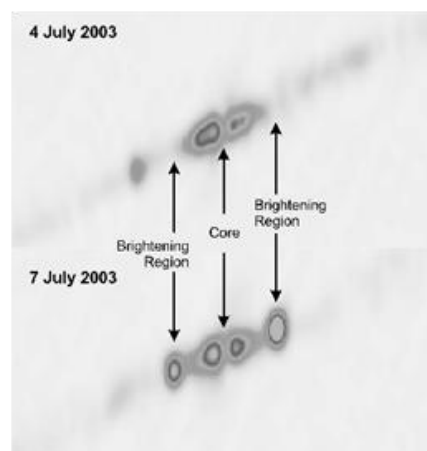 4 July 2003
Brightening
Region
Core
Brightening
Region
7 July 2003